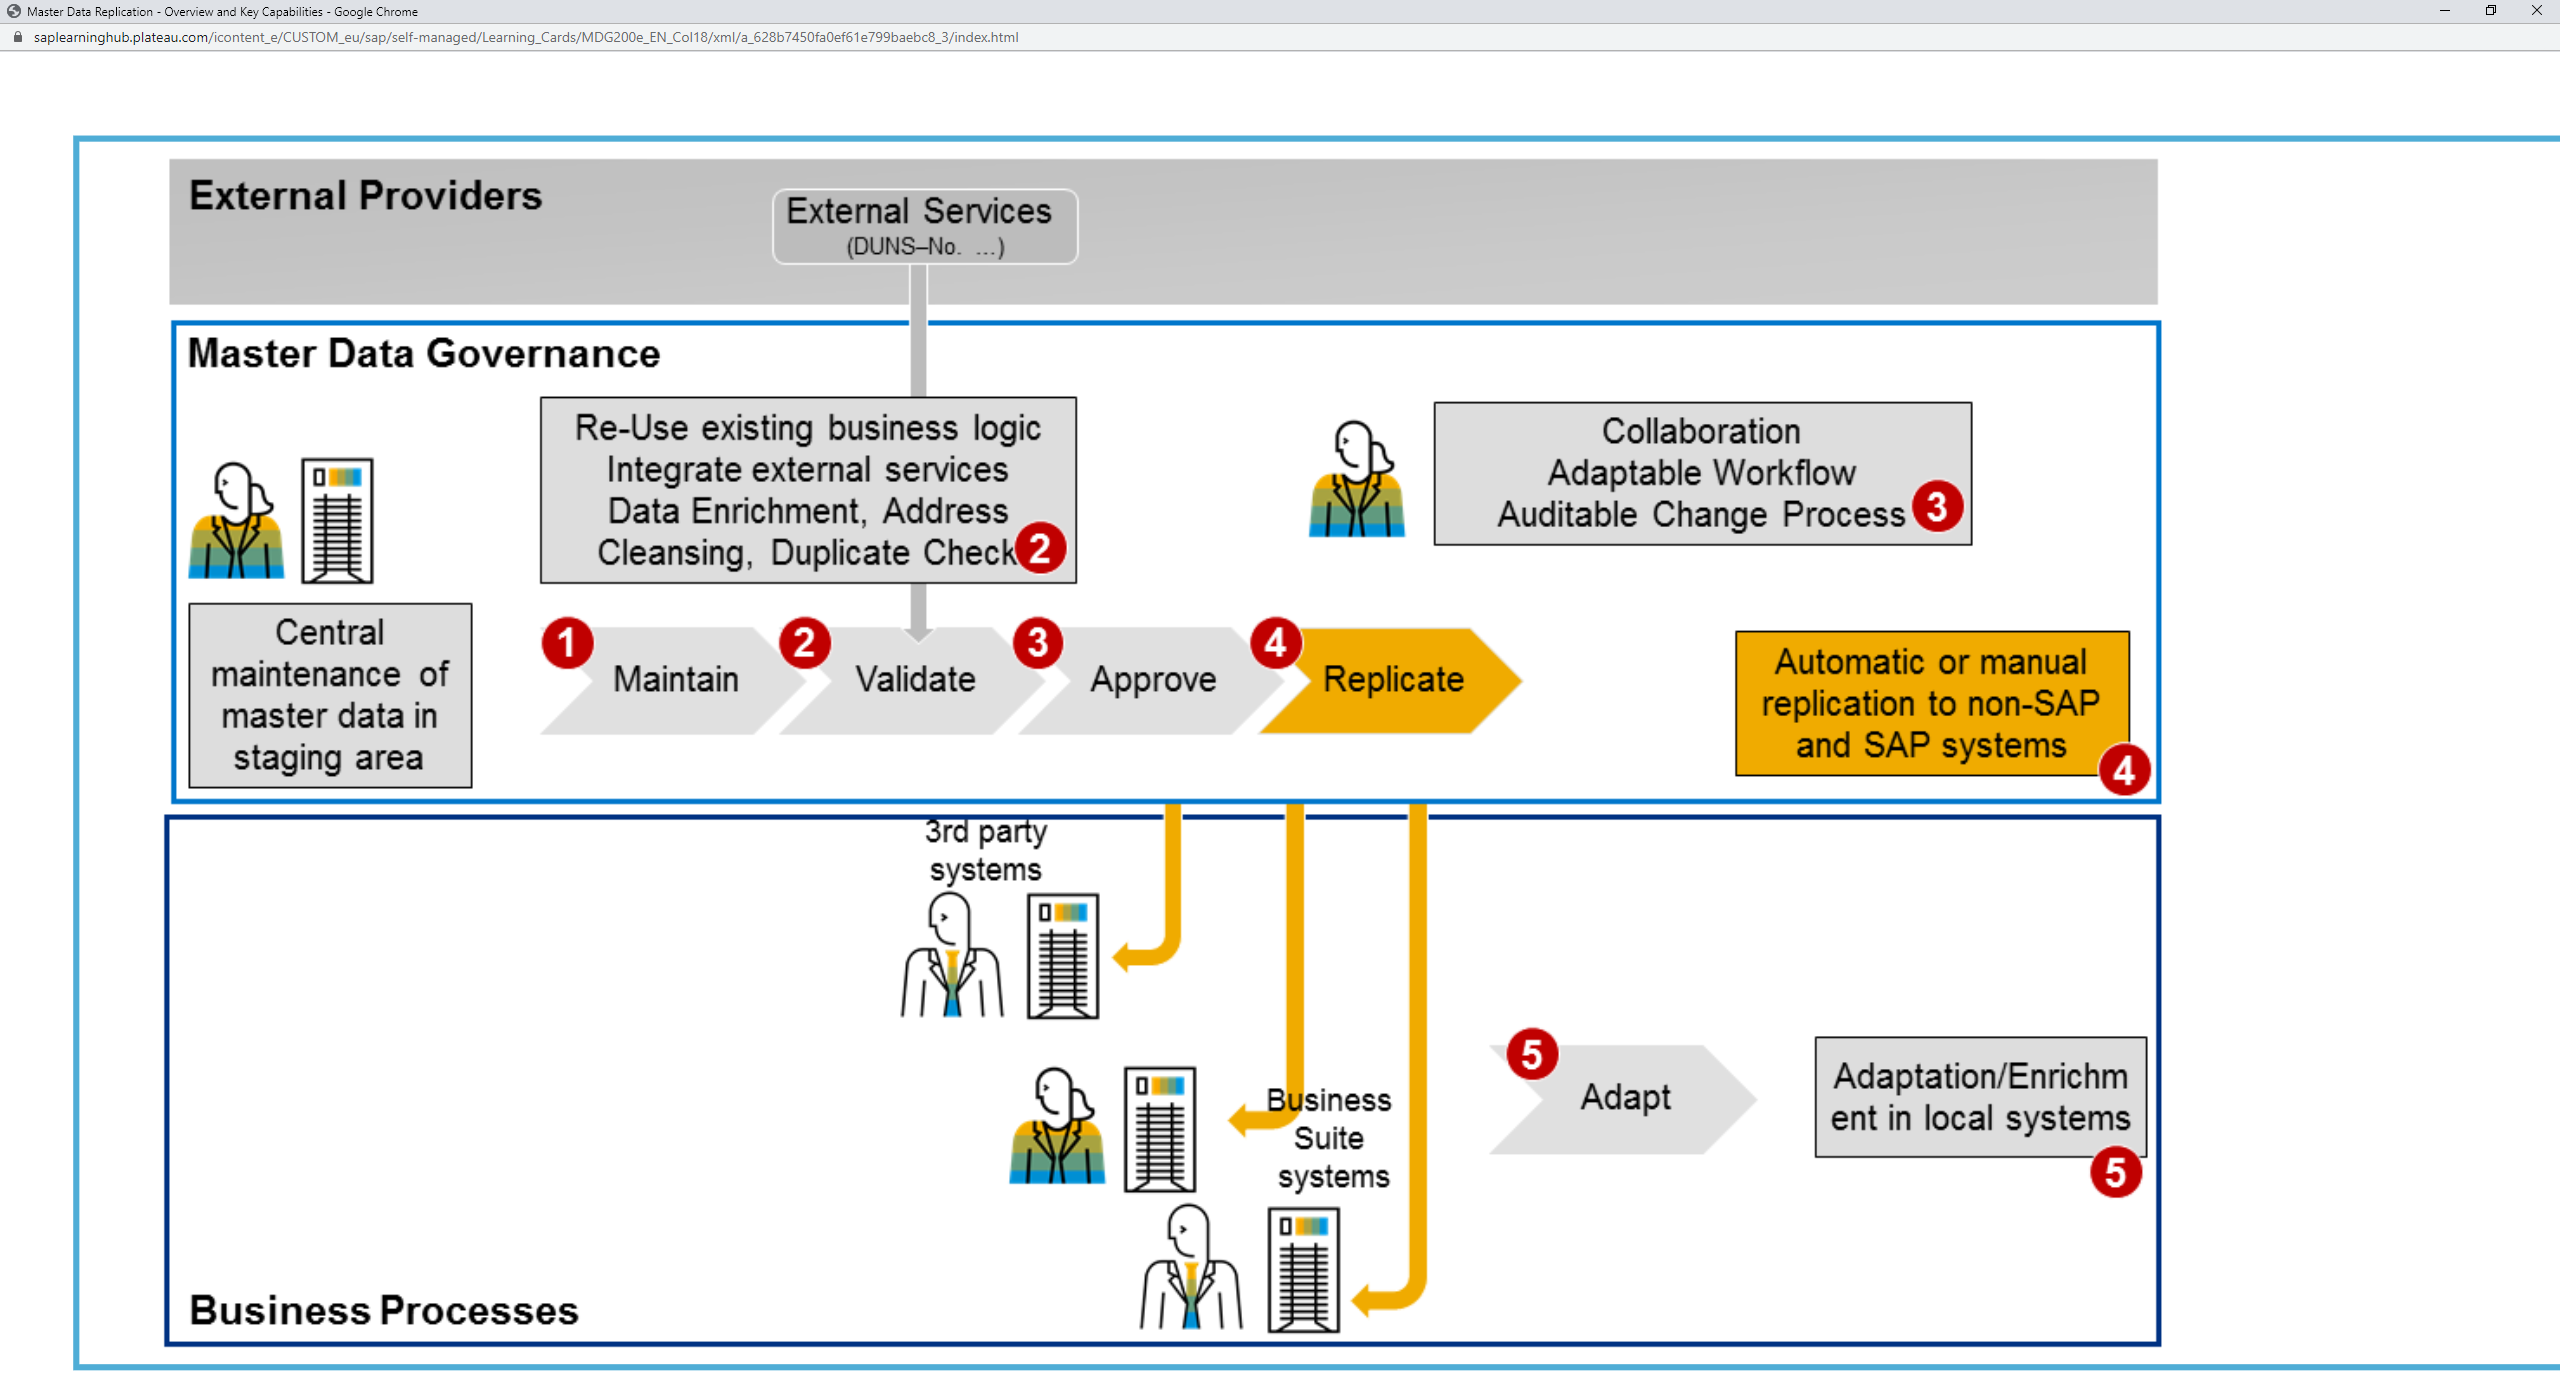 Master Data Replication - Overview and Key Capabilities - Google Chrome
saplearninghub.plateau.com/icontent_e/CUSTOM_eu/sap/self-managed/Learning_Cards/MDG200e_EN_Col18/xml/a_628b7450fa0ef61e799baebc8_3/index.html
External Providers
External Services
(DUNS–No. ...)
Master Data Governance
Re-Use existing business logic
Integrate external services
Data Enrichment, Address
Cleansing, Duplicate Check
2
Collaboration
Adaptable Workflow
Auditable Change Process
3
Central
maintenance of
master data in
staging area
1
Maintain
2
Validate
3
Approve
4
Replicate
Automatic or manual
replication to non-SAP
and SAP systems
4
3rd party
systems
Business
Suite
systems
5
Adapt
Adaptation/Enrichm
ent in local systems
5
Business Processes